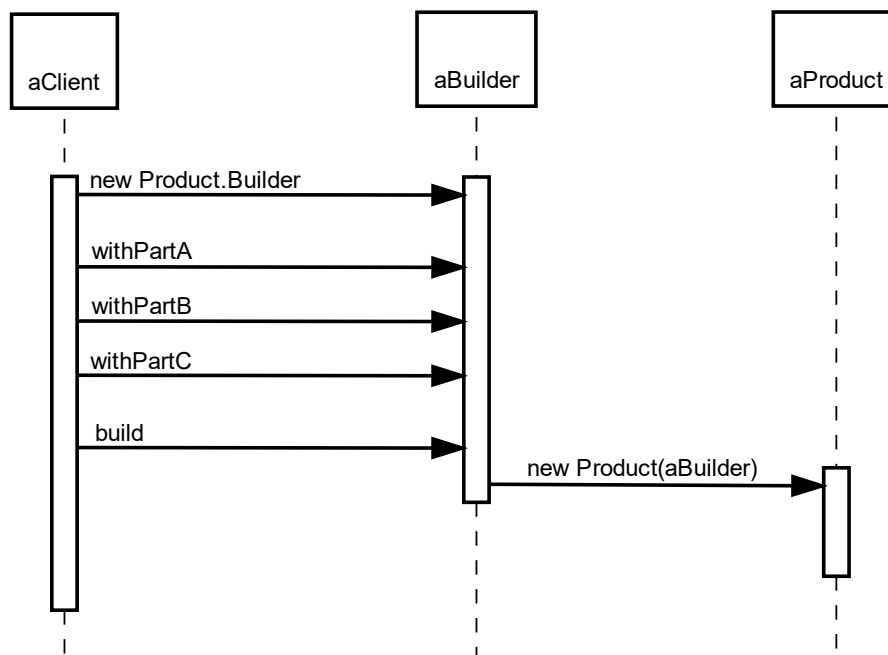 aClient
aBuilder
aProduct
new Product.Builder
withPartA
withPartB
withPartC
build
new Product(aBuilder)